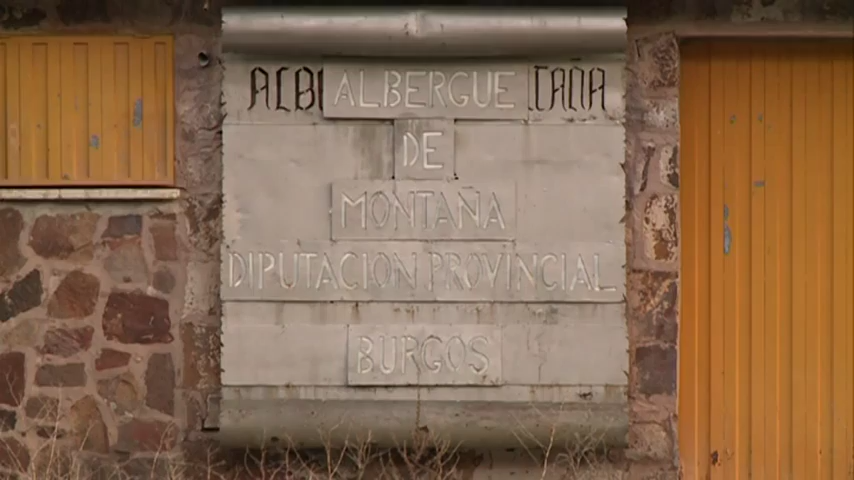 ALBERGUE
DE
MONTAÑA
DIPUTACION PROVINCIAL
BURGOS